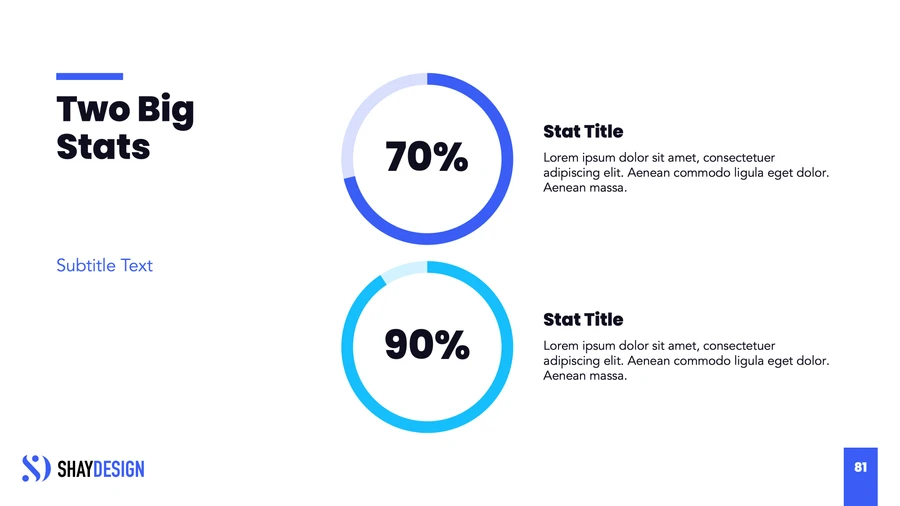 Two Big
Stats
Subtitle Text
70%
Stat Title
Lorem ipsum dolor sit amet, consectetuer
adipiscing elit. Aenean commodo ligula eget dolor.
Aenean massa.
90%
Stat Title
Lorem ipsum dolor sit amet, consectetuer
adipiscing elit. Aenean commodo ligula eget dolor.
Aenean massa.
SHAYDESIGN
81